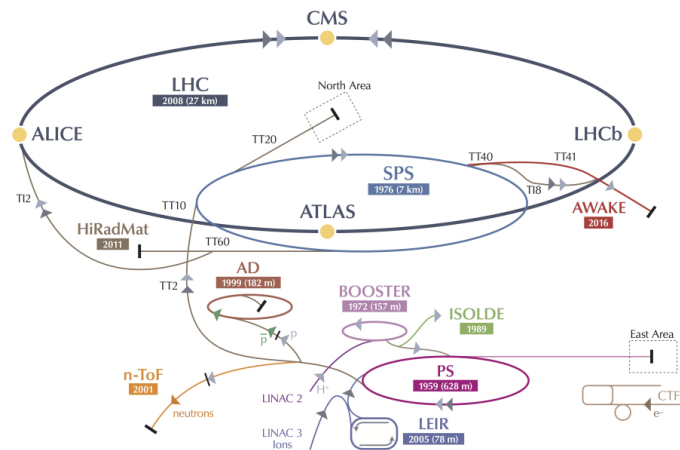 CMS
LHC
2008 (27 km)
North Area
ALICE
LHCb
TT20
TT40
TT41
SPS
1976 (7 km)
TI2
TT10
TI8
ATLAS
AWAKE
2016
HiRadMat
2011
TT60
AD
1999 (182 m)
TT2
BOOSTER
1972 (157 m)
ISOLDE
1989
p
p̅
East Area
n-ToF
2001
PS
1959 (628 m)
LINAC 2
H+
neutrons
CTF
e-
LINAC 3
Ions
LEIR
2005 (78 m)